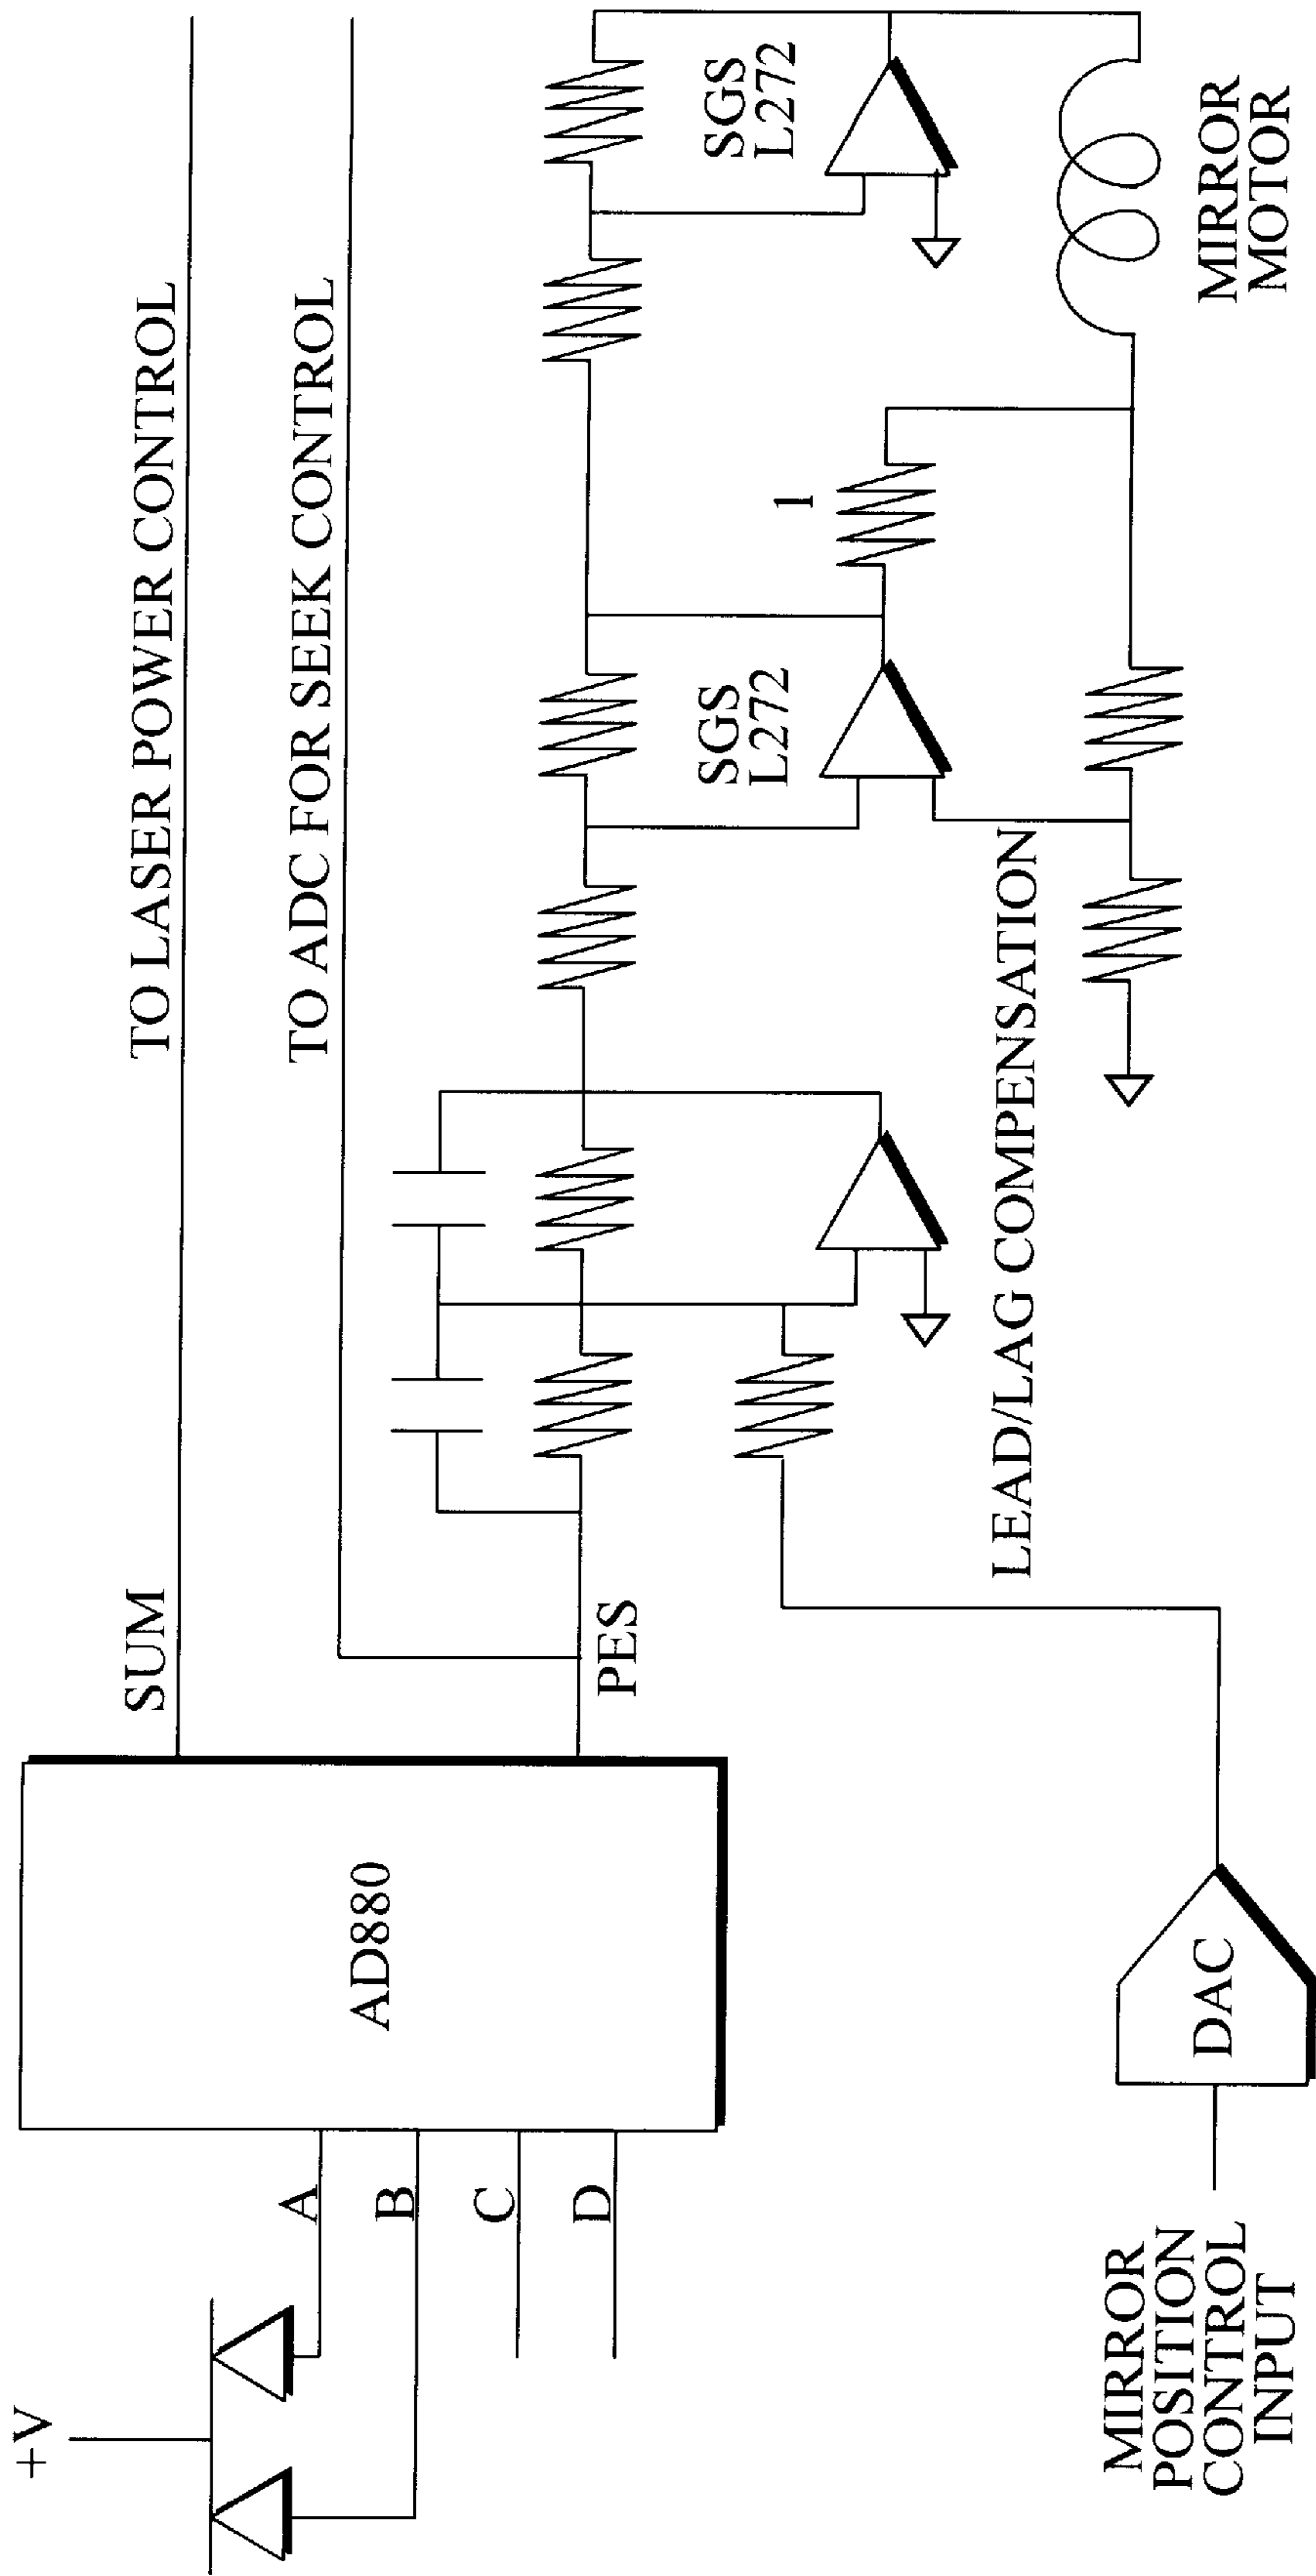 +V
A
B
C
D
AD880
SUM
PES
TO LASER POWER CONTROL
TO ADC FOR SEEK CONTROL
MIRROR
POSITION
CONTROL
INPUT
DAC
LEAD/LAG COMPENSATION
SGS
L272
1
SGS
L272
MIRROR
MOTOR